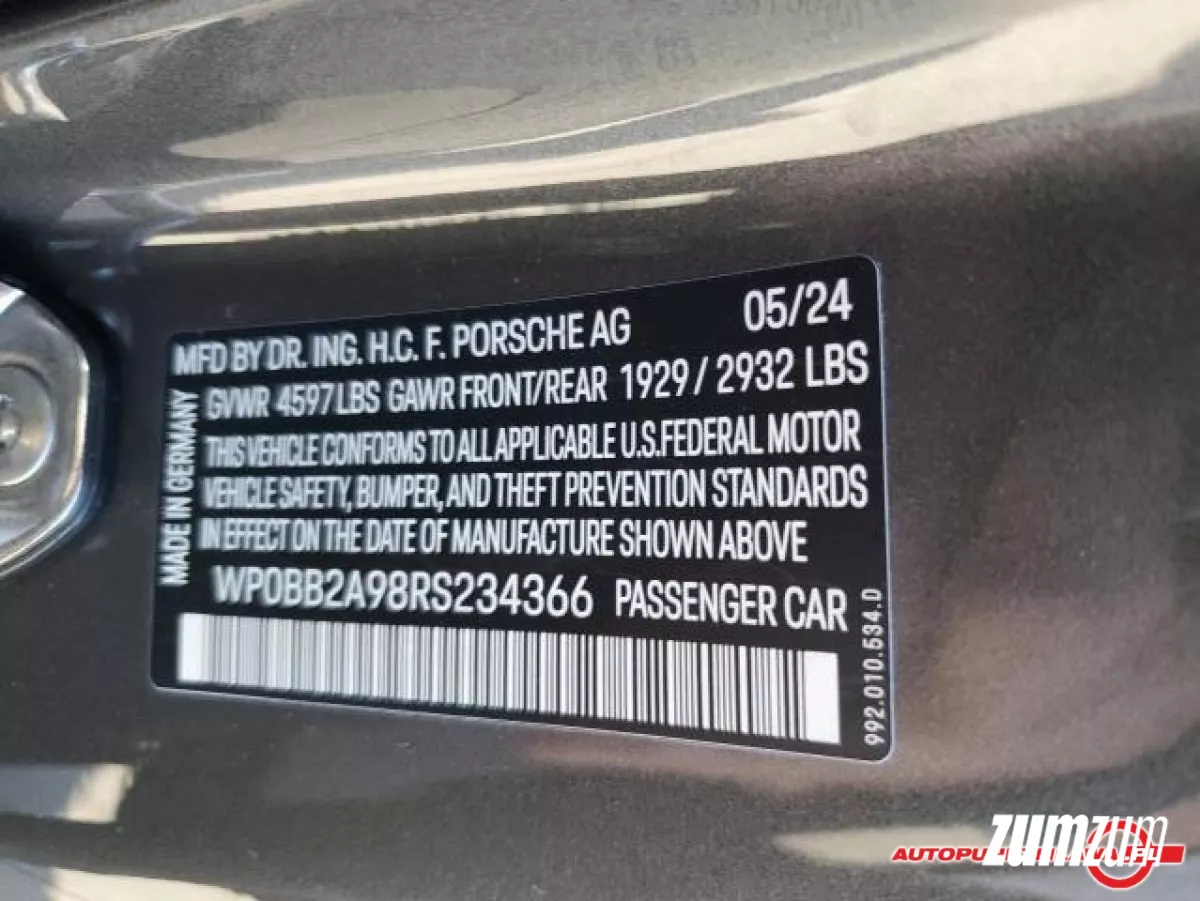 MFD BY DR. ING. H.C. F. PORSCHE AG 05/24
GVWR 4597LBS GAWR FRONT/REAR 1929 / 2932 LBS
THIS VEHICLE CONFORMS TO ALL APPLICABLE U.S.FEDERAL MOTOR
VEHICLE SAFETY, BUMPER, AND THEFT PREVENTION STANDARDS
IN EFFECT ON THE DATE OF MANUFACTURE SHOWN ABOVE
WP0BB2A98RS234366 PASSENGER CAR
MADE IN GERMANY
992.010.534.0
zumzum